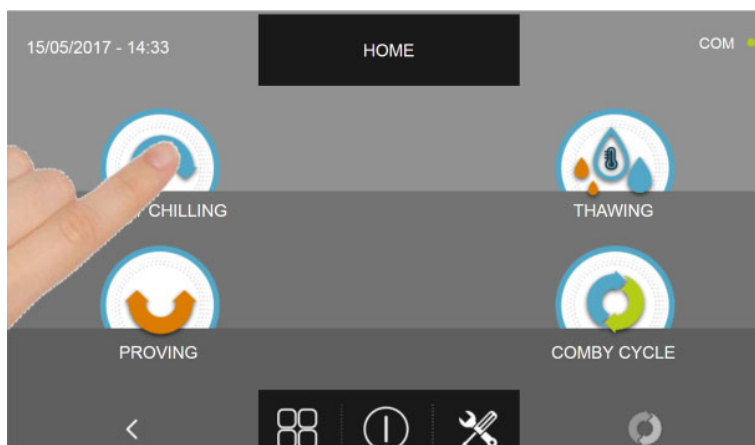 15/05/2017 - 14:33
HOME
COM
CHILLING
THAWING
PROVING
COMBY CYCLE